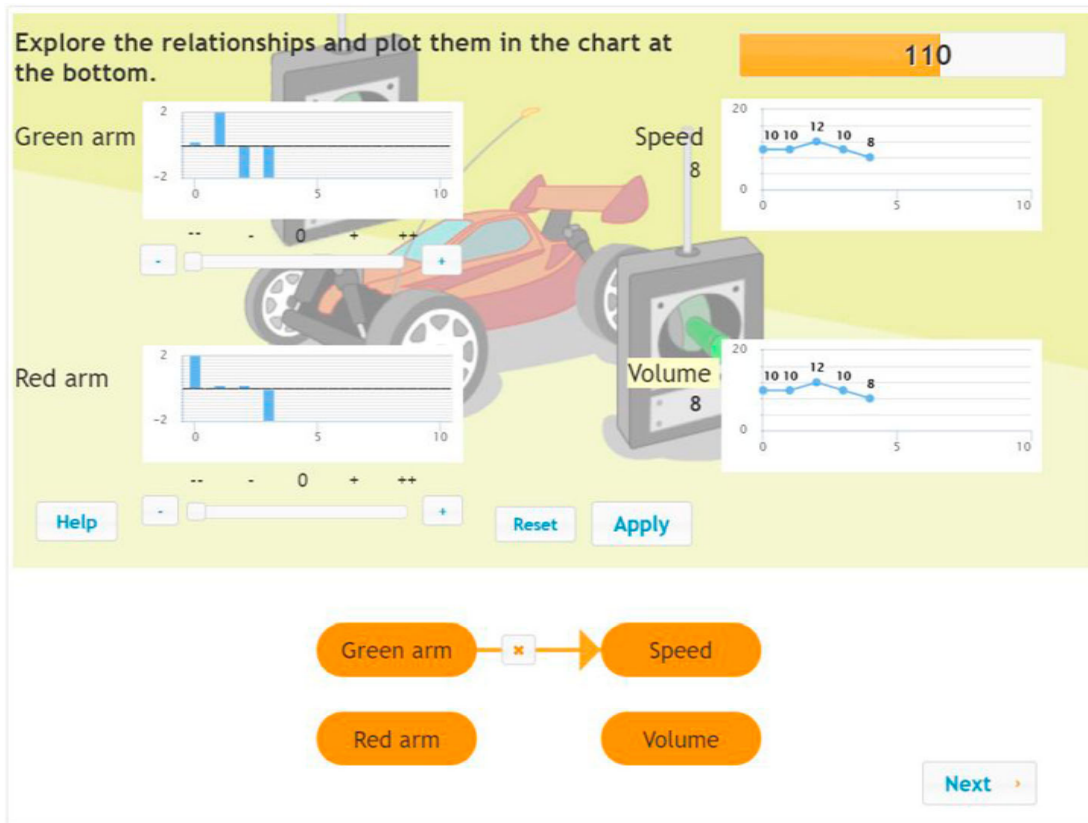 Explore the relationships and plot them in the chart at
the bottom.
110
Green arm
2
-2
0 5 10
-- - 0 + ++
- +
Speed
8
20
0
10 10 12 10 8
0 5 10
Red arm
2
-2
0 5 10
-- - 0 + ++
- +
Volume
8
20
0
10 10 12 10 8
0 5 10
Help
Reset
Apply
Green arm × Speed
Red arm Volume
Next ›